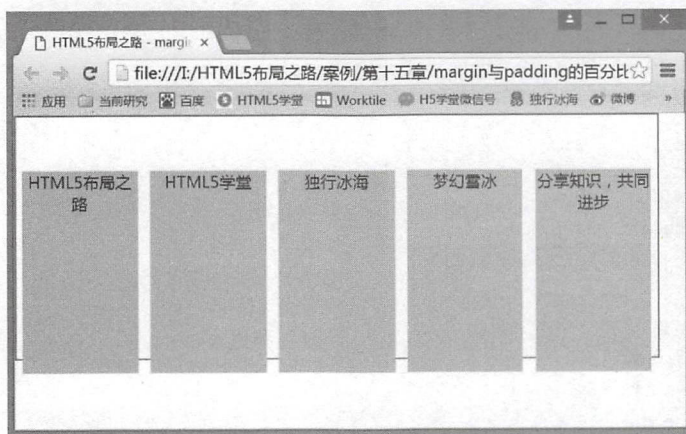 HTML5布局之路 - margi
file:///I:/HTML5布局之路/案例/第十五章/margin与padding的百分比
应用 当前研究 百度 HTML5学堂 Worktile H5学堂微信号 独行冰海 微博 »
HTML5布局之
路
HTML5学堂
独行冰海
梦幻雪冰
分享知识，共同
进步